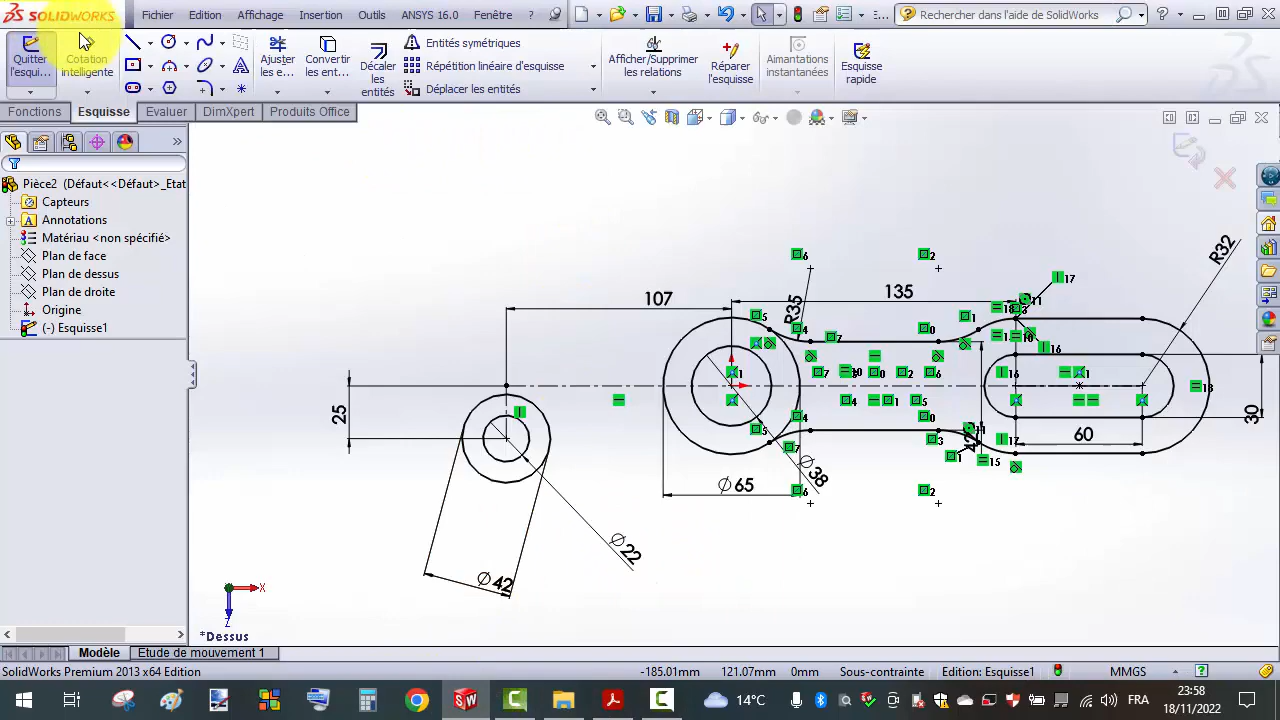 SOLIDWORKS Fichier Edition Affichage Insertion Outils ANSYS 16.0 Fenêtre ? Rechercher dans l'aide de SolidWorks
Quitter l'esqui... Cotation intelligente Ajuster les e... Convertir les ent... Décaler les entités Entités symétriques Afficher/Supprimer les relations Réparer l'esquisse Aimantations instantanées Esquisse rapide
Répétition linéaire d'esquisse
Déplacer les entités
Fonctions Esquisse Evaluer DimXpert Produits Office
Pièce2 (Défaut<<Défaut>_Etat
Capteurs
Annotations
Matériau <non spécifié>
Plan de face
Plan de dessus
Plan de droite
Origine
(-) Esquisse1
R32
107
135
R35
25
30
60
Ø65
Ø38
Ø22
Ø42
X
Z
*Dessus
Modèle Etude de mouvement 1
SolidWorks Premium 2013 x64 Edition -185.01mm 121.07mm 0mm Sous-contrainte Edition: Esquisse1 MMGS
14°C FRA 23:38
18/11/2022